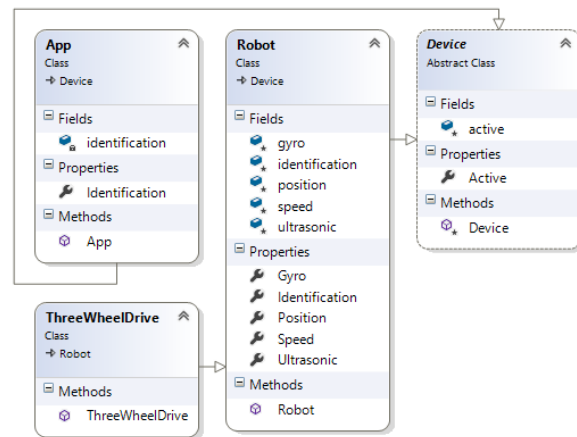 App
Class
Device
Fields
identification
Properties
Identification
Methods
App
Robot
Class
Device
Fields
gyro
identification
position
speed
ultrasonic
Properties
Gyro
Identification
Position
Speed
Ultrasonic
Methods
Robot
Device
Abstract Class
Fields
active
Properties
Active
Methods
Device
ThreeWheelDrive
Class
Robot
Methods
ThreeWheelDrive